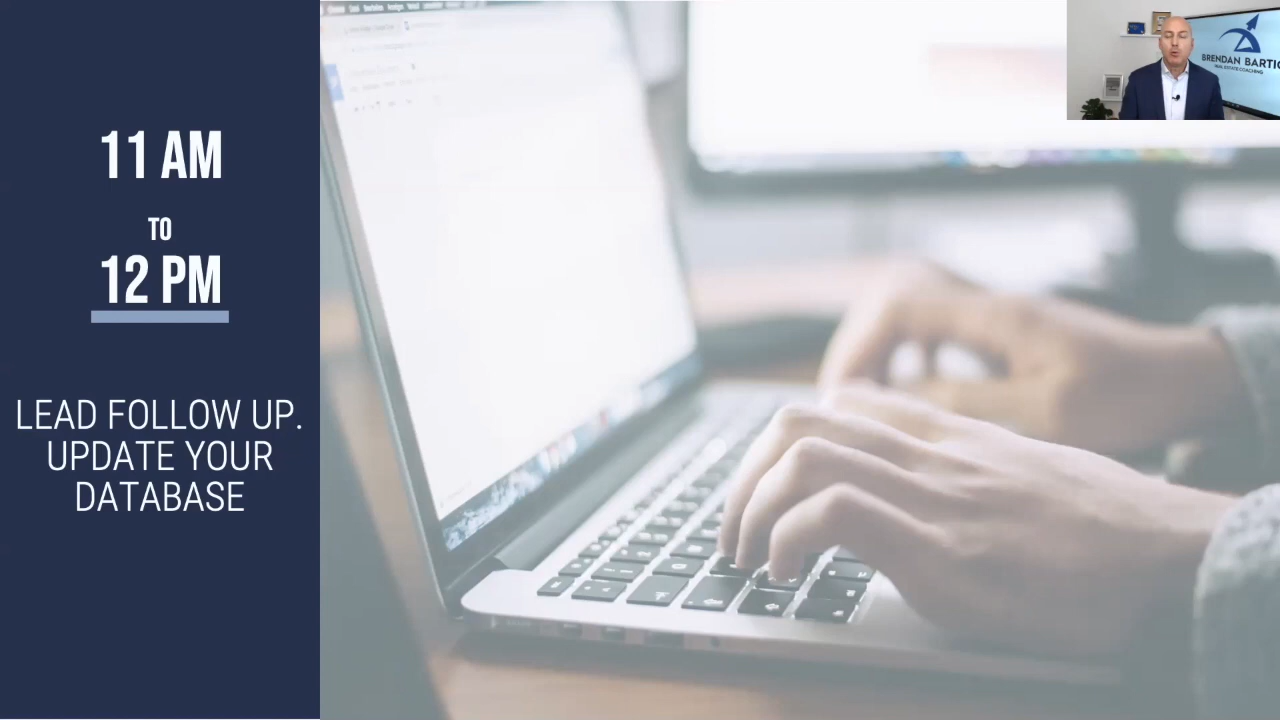 11 AM
TO
12 PM
LEAD FOLLOW UP.
UPDATE YOUR
DATABASE
BRENDAN BARTIC
REAL ESTATE COACHING